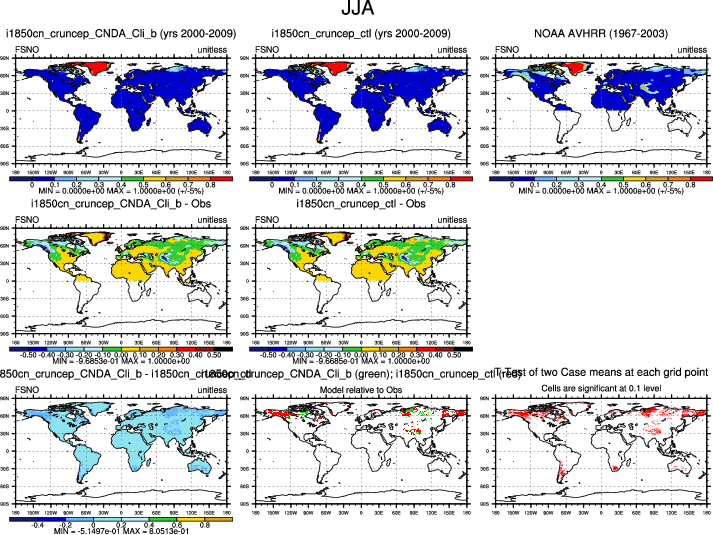 JJA
i1850cn_cruncep_CNDA_Cli_b (yrs 2000-2009)
i1850cn_cruncep_ctl (yrs 2000-2009)
NOAA AVHRR (1967-2003)
FSNO unitless
FSNO unitless
FSNO unitless
90N
60N
30N
0
30S
60S
90S
180 150W 120W 90W 60W 30W 0 30E 60E 90E 120E 150E 180
0 0.1 0.2 0.3 0.4 0.5 0.6 0.7 0.8
MIN = 0.0000e+00 MAX = 1.0000e+00 (+/-5%)
90N
60N
30N
0
30S
60S
90S
180 150W 120W 90W 60W 30W 0 30E 60E 90E 120E 150E 180
0 0.1 0.2 0.3 0.4 0.5 0.6 0.7 0.8
MIN = 0.0000e+00 MAX = 1.0000e+00 (+/-5%)
90N
60N
30N
0
30S
60S
90S
180 150W 120W 90W 60W 30W 0 30E 60E 90E 120E 150E 180
0 0.1 0.2 0.3 0.4 0.5 0.6 0.7 0.8
MIN = 0.0000e+00 MAX = 1.0000e+00 (+/-5%)
i1850cn_cruncep_CNDA_Cli_b - Obs
i1850cn_cruncep_ctl - Obs
90N
60N
30N
0
30S
60S
90S
180 150W 120W 90W 60W 30W 0 30E 60E 90E 120E 150E 180
-0.50 -0.40 -0.30 -0.20 -0.10 0.00 0.10 0.20 0.30 0.40 0.50
MIN = -9.6853e-01 MAX = 1.0000e+00
90N
60N
30N
0
30S
60S
90S
180 150W 120W 90W 60W 30W 0 30E 60E 90E 120E 150E 180
-0.50 -0.40 -0.30 -0.20 -0.10 0.00 0.10 0.20 0.30 0.40 0.50
MIN = -9.6685e-01 MAX = 1.0000e+00
850cn_cruncep_CNDA_Cli_b - i1850cn_cruncep_ctl
cruncep_CNDA_Cli_b (green); i1850cn_cruncep_ctl (red)
T-Test of two Case means at each grid point
FSNO unitless
Model relative to Obs
Cells are significant at 0.1 level
90N
60N
30N
0
30S
60S
90S
180 150W 120W 90W 60W 30W 0 30E 60E 90E 120E 150E 180
-0.4 -0.2 0 0.2 0.4 0.6 0.8
MIN = -5.1497e-01 MAX = 8.0513e-01
90N
60N
30N
0
30S
60S
90S
180 150W 120W 90W 60W 30W 0 30E 60E 90E 120E 150E 180
90N
60N
30N
0
30S
60S
90S
180 150W 120W 90W 60W 30W 0 30E 60E 90E 120E 150E 180